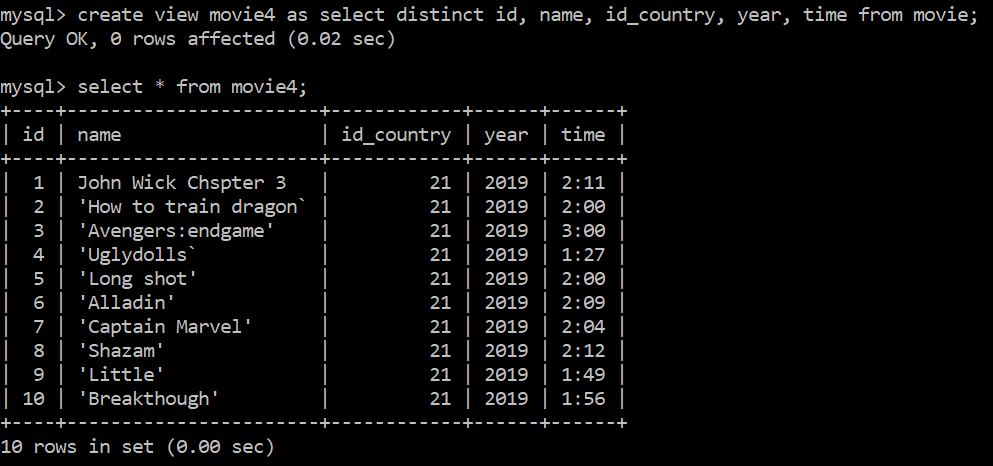 mysql> create view movie4 as select distinct id, name, id_country, year, time from movie;
Query OK, 0 rows affected (0.02 sec)

mysql> select * from movie4;
+----+----------------------+------------+------+------+
| id | name                 | id_country | year | time |
+----+----------------------+------------+------+------+
|  1 | John Wick Chspter 3  |         21 | 2019 | 2:11 |
|  2 | 'How to train dragon` |         21 | 2019 | 2:00 |
|  3 | 'Avengers:endgame'   |         21 | 2019 | 3:00 |
|  4 | 'Uglydolls`          |         21 | 2019 | 1:27 |
|  5 | 'Long shot'          |         21 | 2019 | 2:00 |
|  6 | 'Alladin'            |         21 | 2019 | 2:09 |
|  7 | 'Captain Marvel'     |         21 | 2019 | 2:04 |
|  8 | 'Shazam'             |         21 | 2019 | 2:12 |
|  9 | 'Little'             |         21 | 2019 | 1:49 |
| 10 | 'Breakthough'        |         21 | 2019 | 1:56 |
+----+----------------------+------------+------+------+
10 rows in set (0.00 sec)